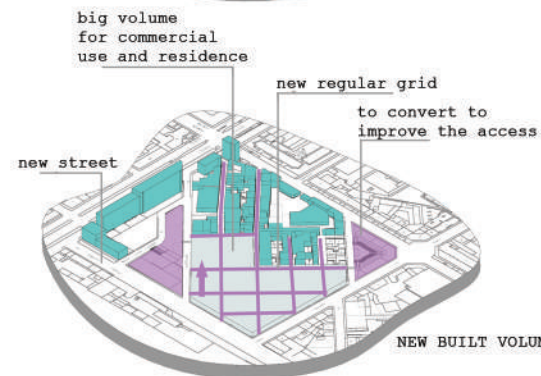 big volume
for commercial
use and residence
new regular grid
to convert to
improve the access
new street
NEW BUILT